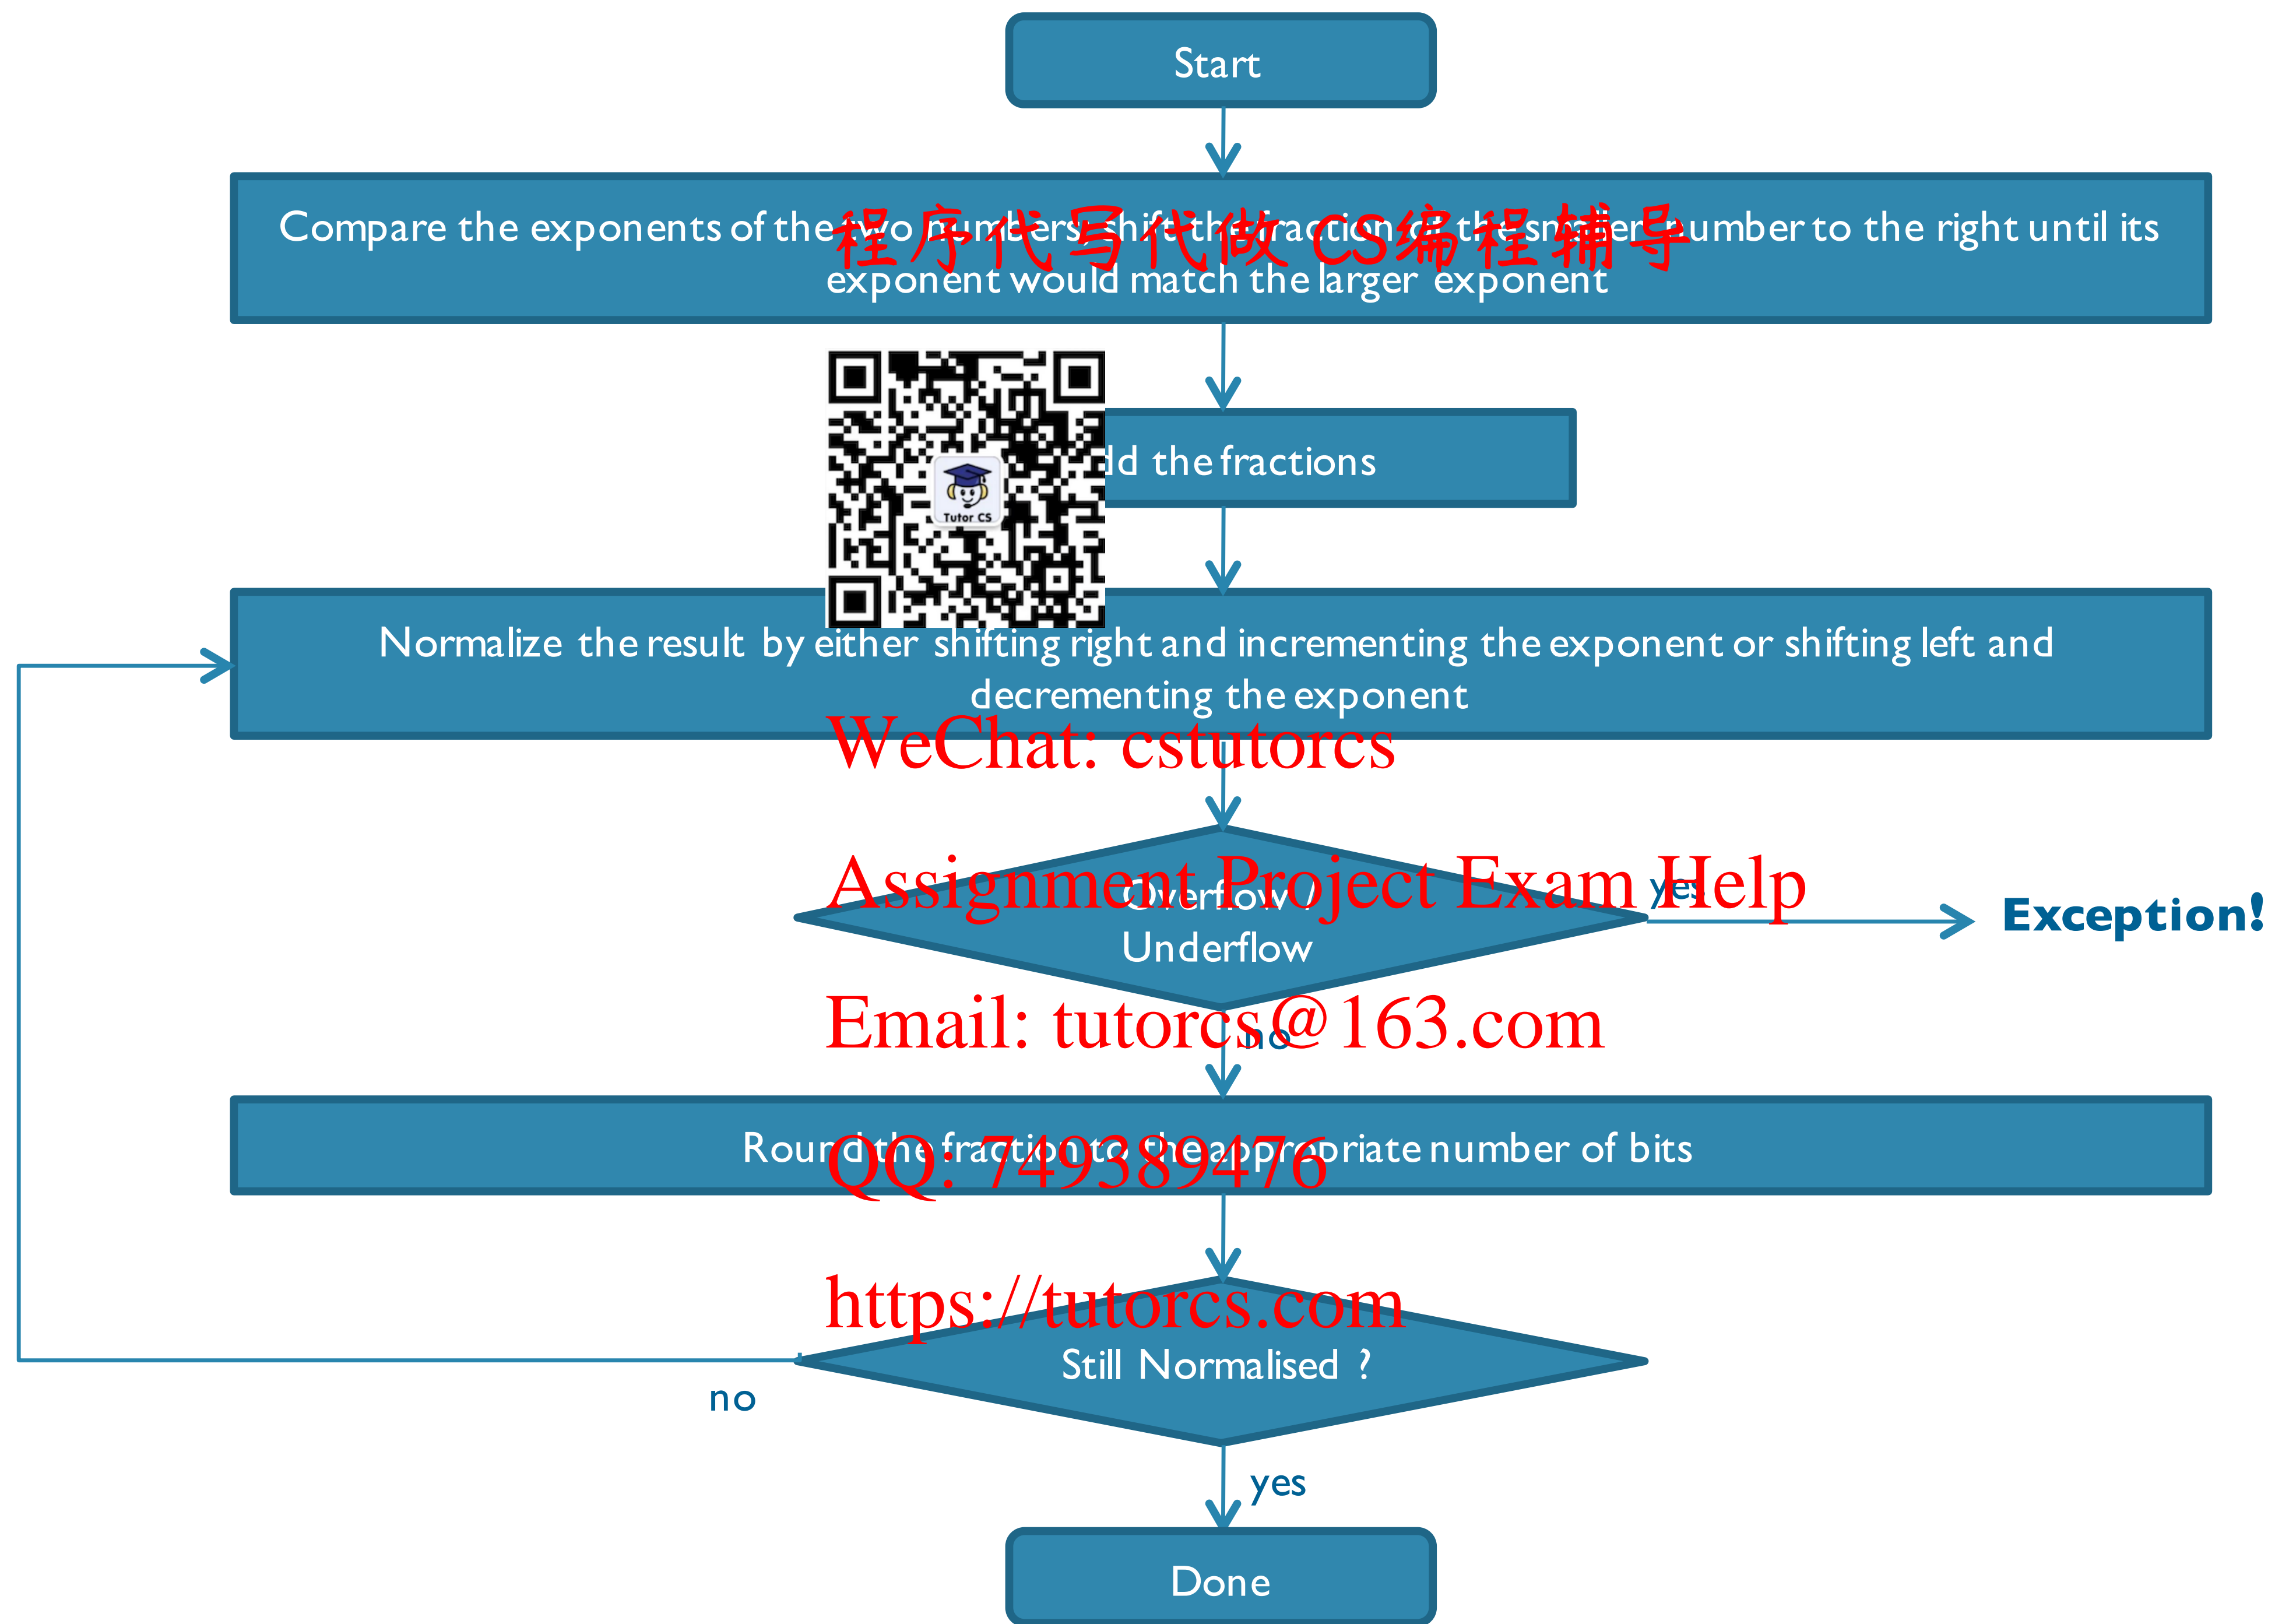 Start
Compare the exponents of the two numbers; shift the fraction of the smaller number to the right until its
程序代写代做 CS编程辅导
exponent would match the larger exponent
dd the fractions
Tutor CS
Normalize the result by either shifting right and incrementing the exponent or shifting left and
decrementing the exponent
WeChat: cstutorcs
Assignment Project Exam Help
yes
Exception!
Overflow /
Underflow
Email: tutorcs@163.com
no
Round the fraction to the appropriate number of bits
QQ: 749389476
https://tutorcs.com
Still Normalised ?
no
yes
Done